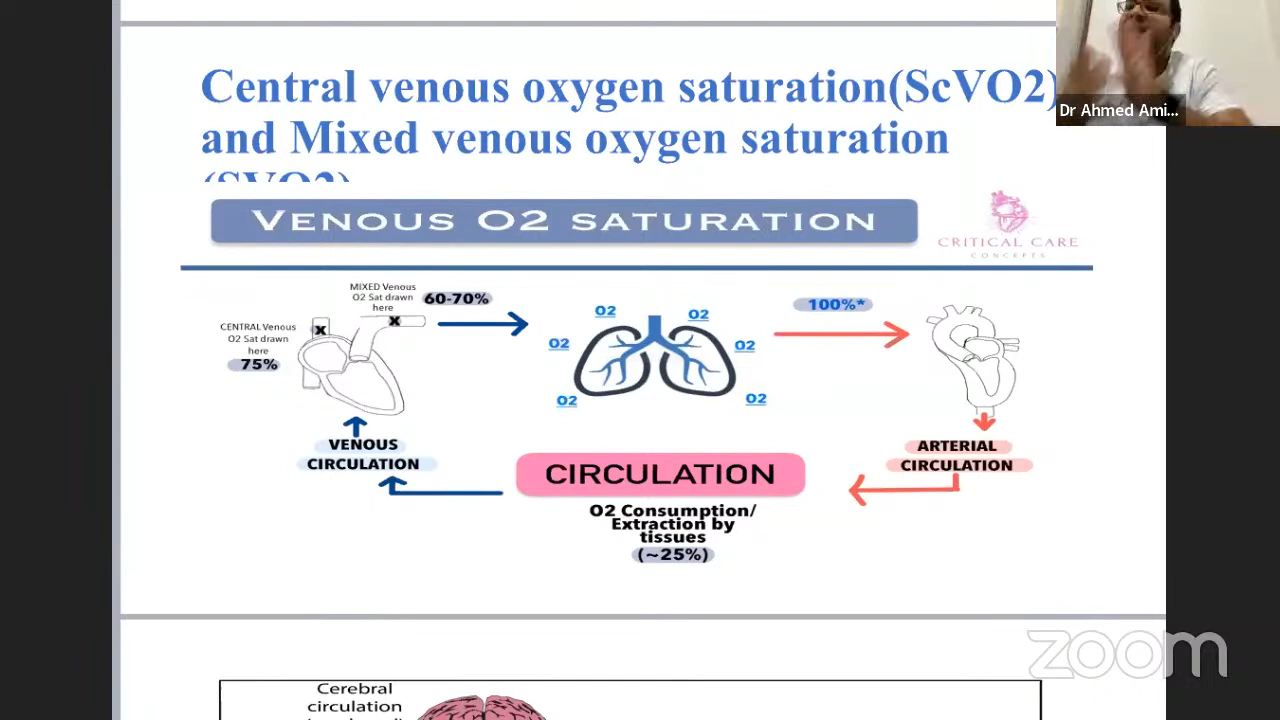 Central venous oxygen saturation(ScVO2)
and Mixed venous oxygen saturation
(SVO2)
Dr Ahmed Ami...
VENOUS O2 SATURATION
CRITICAL CARE
CONCEPTS
MIXED Venous
O2 Sat drawn
here
60-70%
CENTRAL Venous
O2 Sat drawn
here
75%
X
X
O2
O2
O2
O2
O2
O2
100%*
VENOUS
CIRCULATION
ARTERIAL
CIRCULATION
CIRCULATION
O2 Consumption/
Extraction by
tissues
(~25%)
zoom
Cerebral
circulation